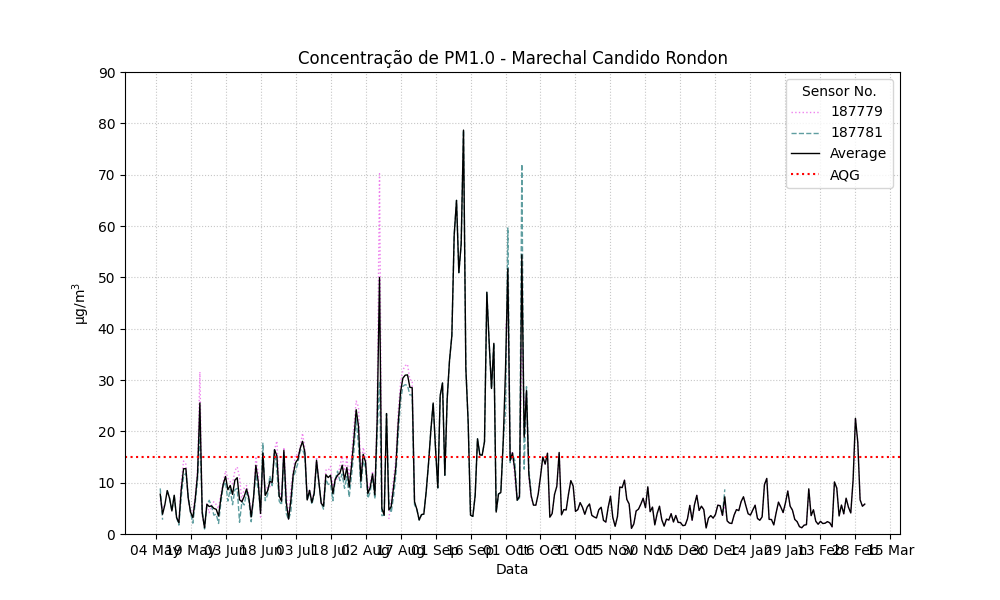 Concentração de PM1.0 - Marechal Candido Rondon
90
80
70
60
50
40
30
20
10
0
µg/m³
Sensor No.
187779
187781
Average
AQG
04 May 19 May 03 Jun 18 Jun 03 Jul 18 Jul 02 Aug 17 Aug 01 Sep 16 Sep 01 Oct 16 Oct 31 Oct 15 Nov 30 Nov 15 Dec 30 Dec 14 Jan 29 Jan 13 Feb 28 Feb 15 Mar
Data